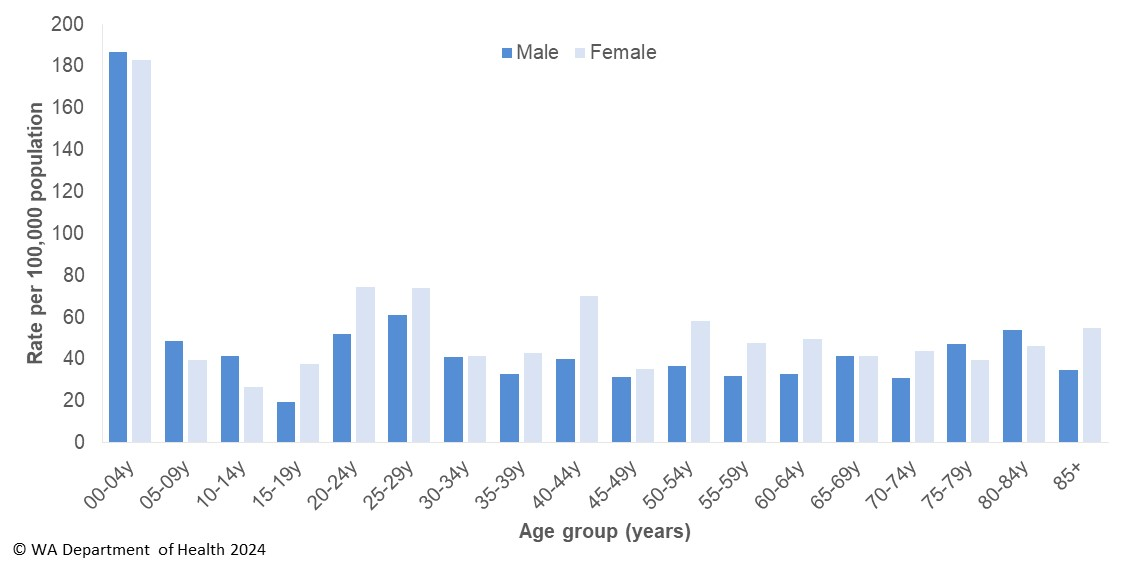 200
180
160
140
120
100
80
60
40
20
0
Rate per 100,000 population
Male Female
00-04y 05-09y 10-14y 15-19y 20-24y 25-29y 30-34y 35-39y 40-44y 45-49y 50-54y 55-59y 60-64y 65-69y 70-74y 75-79y 80-84y 85+
Age group (years)
© WA Department of Health 2024